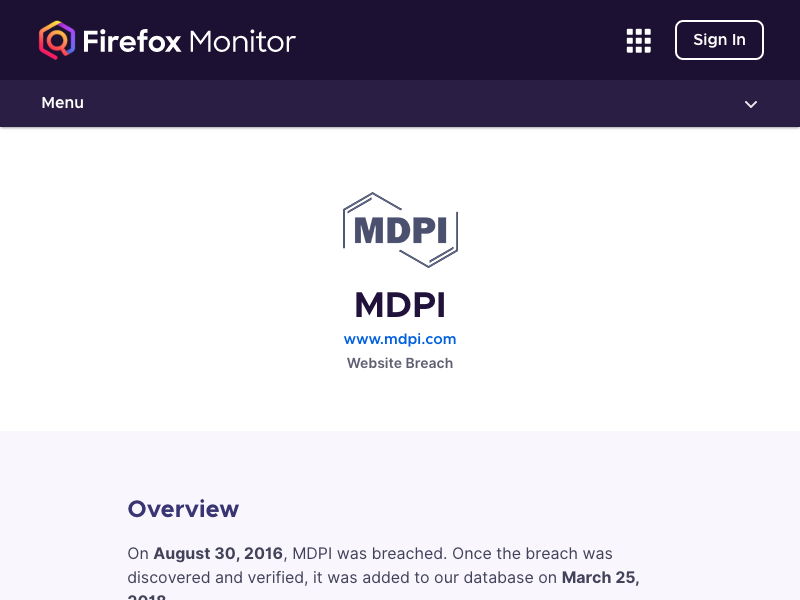 Firefox Monitor
Sign In
Menu
MDPI
MDPI
www.mdpi.com
Website Breach
Overview
On August 30, 2016, MDPI was breached. Once the breach was
discovered and verified, it was added to our database on March 25,
2018